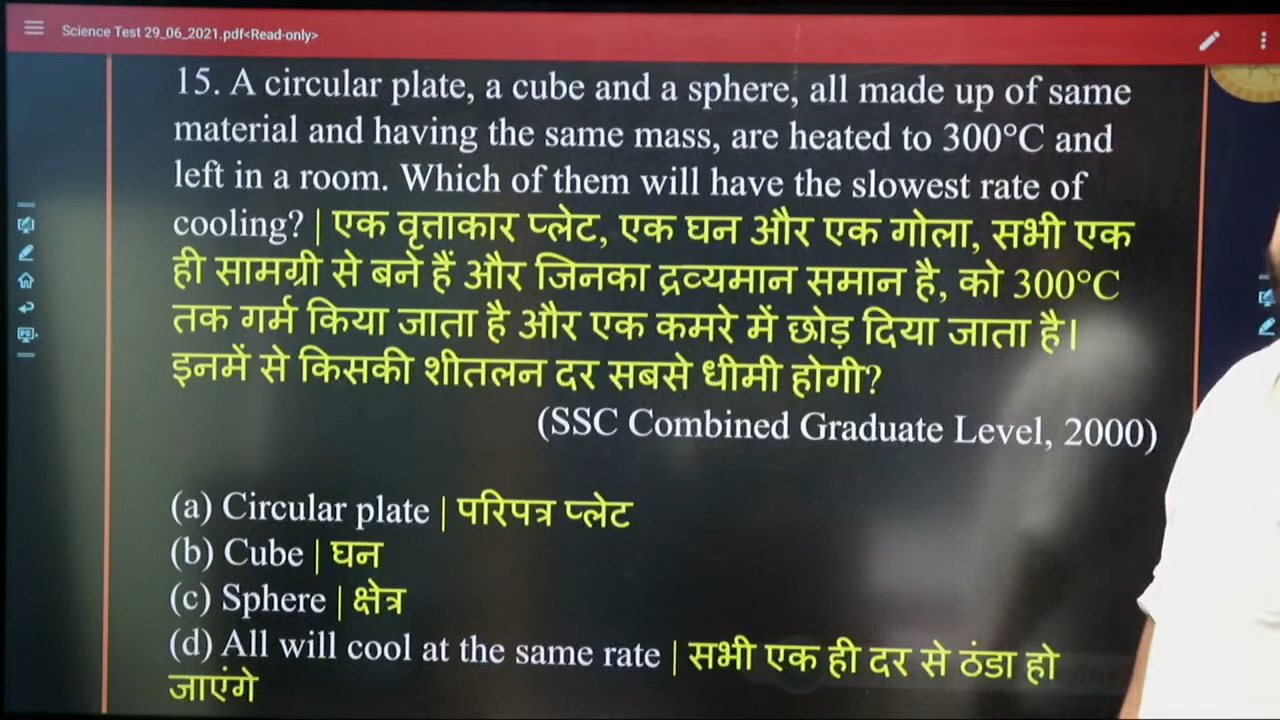 Science Test 29_06_2021.pdf<Read-only>
15. A circular plate, a cube and a sphere, all made up of same
material and having the same mass, are heated to 300°C and
left in a room. Which of them will have the slowest rate of
cooling? | एक वृत्ताकार प्लेट, एक घन और एक गोला, सभी एक
ही सामग्री से बने हैं और जिनका द्रव्यमान समान है, को 300°C
तक गर्म किया जाता है और एक कमरे में छोड़ दिया जाता है।
इनमें से किसकी शीतलन दर सबसे धीमी होगी?
(SSC Combined Graduate Level, 2000)
(a) Circular plate | परिपत्र प्लेट
(b) Cube | घन
(c) Sphere | क्षेत्र
(d) All will cool at the same rate | सभी एक ही दर से ठंडा हो
जाएंगे